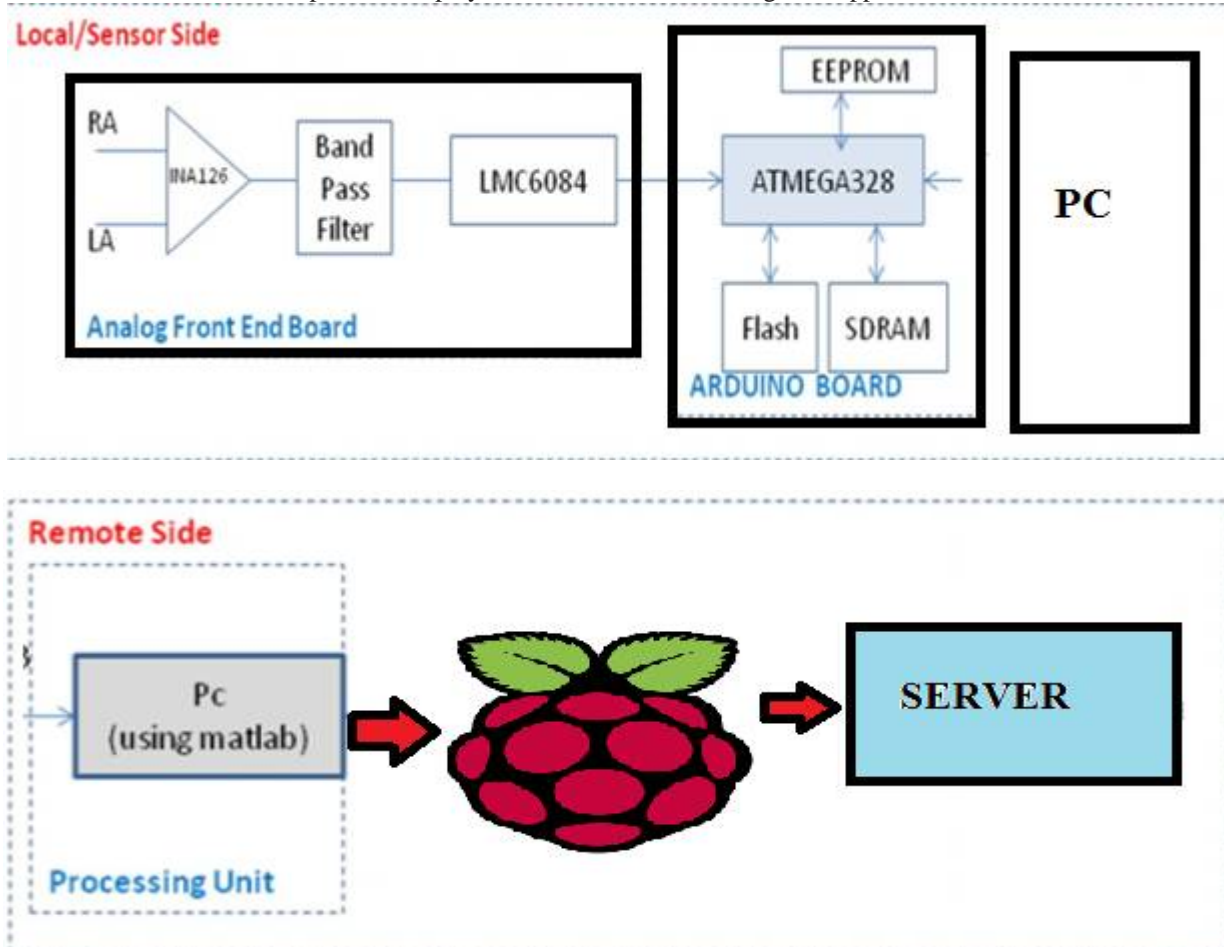 Local/Sensor Side
RA
LA
INA126
Band
Pass
Filter
LMC6084
Analog Front End Board
EEPROM
ATMEGA328
Flash
SDRAM
ARDUINO BOARD
PC
Remote Side
Pc
(using matlab)
Processing Unit
SERVER